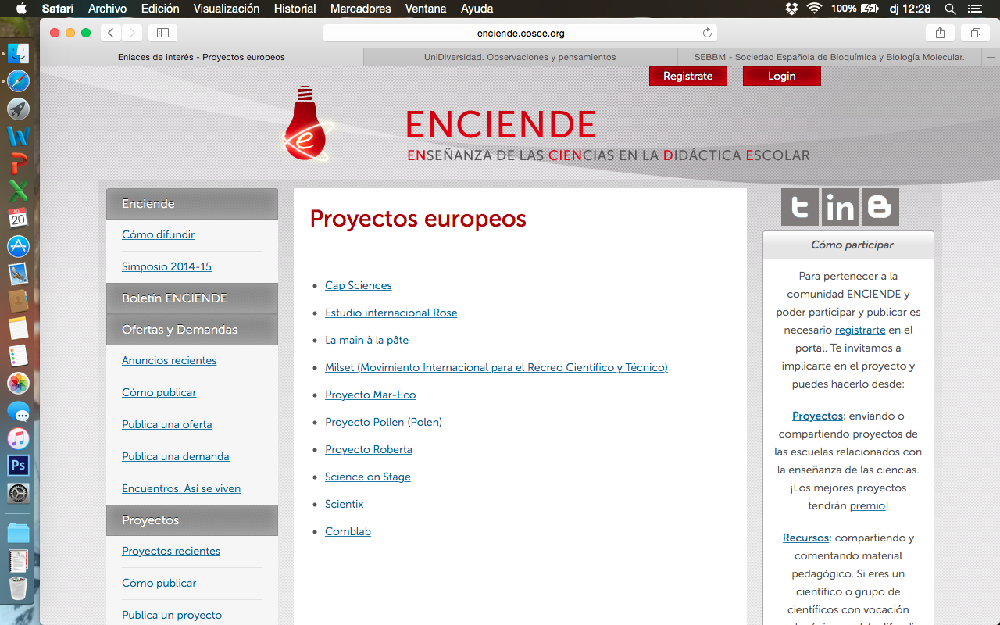 Safari Archivo Edición Visualización Historial Marcadores Ventana Ayuda 100% dj 12:28
enciende.cosce.org
Enlaces de interés - Proyectos europeos
UniDiversidad. Observaciones y pensamientos
SEBBM - Sociedad Española de Bioquímica y Biología Molecular.
Registrate
Login
e
ENCIENDE
ENSEÑANZA DE LAS CIENCIAS EN LA DIDÁCTICA ESCOLAR
Enciende
Cómo difundir
Simposio 2014-15
Boletín ENCIENDE
Ofertas y Demandas
Anuncios recientes
Cómo publicar
Publica una oferta
Publica una demanda
Encuentros. Así se viven
Proyectos
Proyectos recientes
Cómo publicar
Publica un proyecto
Proyectos europeos
Cap Sciences
Estudio internacional Rose
La main à la pâte
Milset (Movimiento Internacional para el Recreo Científico y Técnico)
Proyecto Mar-Eco
Proyecto Pollen (Polen)
Proyecto Roberta
Science on Stage
Scientix
Comblab
Cómo participar
Para pertenecer a la
comunidad ENCIENDE y
poder participar y publicar es
necesario registrarte en el
portal. Te invitamos a
implicarte en el proyecto y
puedes hacerlo desde:
Proyectos: enviando o
compartiendo proyectos de
las escuelas relacionados con
la enseñanza de las ciencias.
¡Los mejores proyectos
tendrán premio!
Recursos: compartiendo y
comentando material
pedagógico. Si eres un
científico o grupo de
científicos con vocación
20
Ps